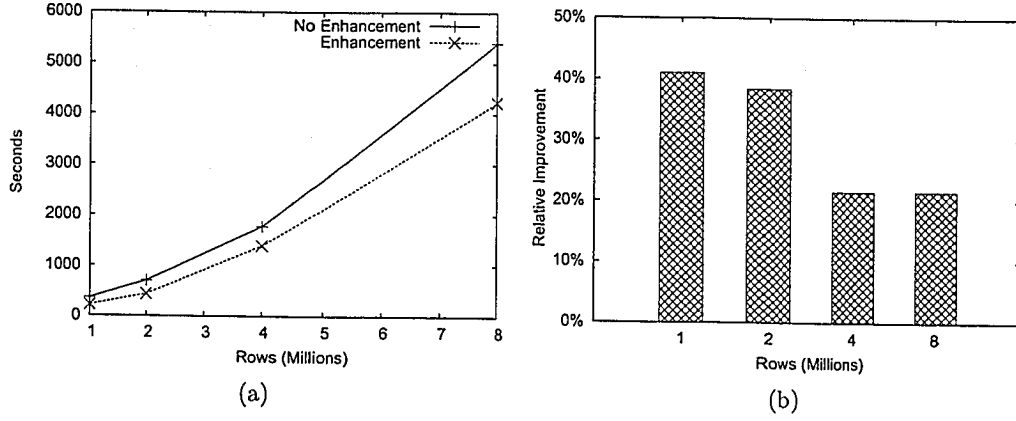 6000
5000
4000
3000
2000
1000
0
Seconds
No Enhancement
Enhancement
1 2 3 4 5 6 7 8
Rows (Millions)
(a)
50%
40%
30%
20%
10%
0%
Relative Improvement
1 2 4 8
Rows (Millions)
(b)